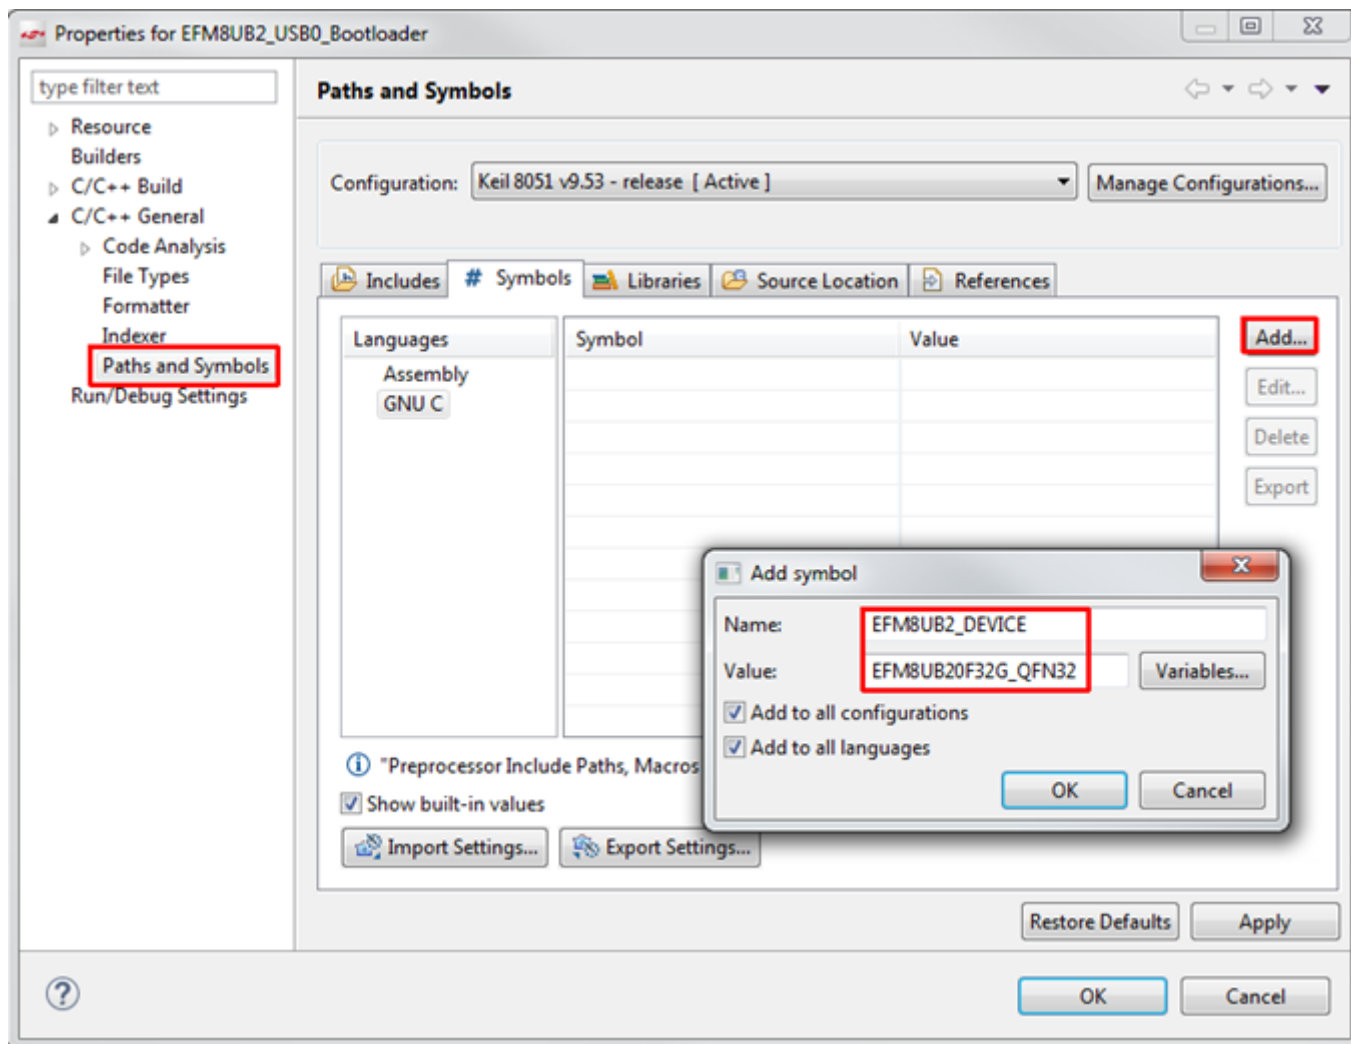 Properties for EFM8UB2_USB0_Bootloader
type filter text
Resource
Builders
C/C++ Build
C/C++ General
Code Analysis
File Types
Formatter
Indexer
Paths and Symbols
Run/Debug Settings
Paths and Symbols
Configuration: Keil 8051 v9.53 - release [ Active ] Manage Configurations...
Includes # Symbols Libraries Source Location References
Languages Symbol Value
Assembly
GNU C
Add...
Edit...
Delete
Export
Add symbol
Name: EFM8UB2_DEVICE
Value: EFM8UB20F32G_QFN32 Variables...
Add to all configurations
Add to all languages
OK Cancel
"Preprocessor Include Paths, Macros
Show built-in values
Import Settings... Export Settings...
Restore Defaults Apply
OK Cancel